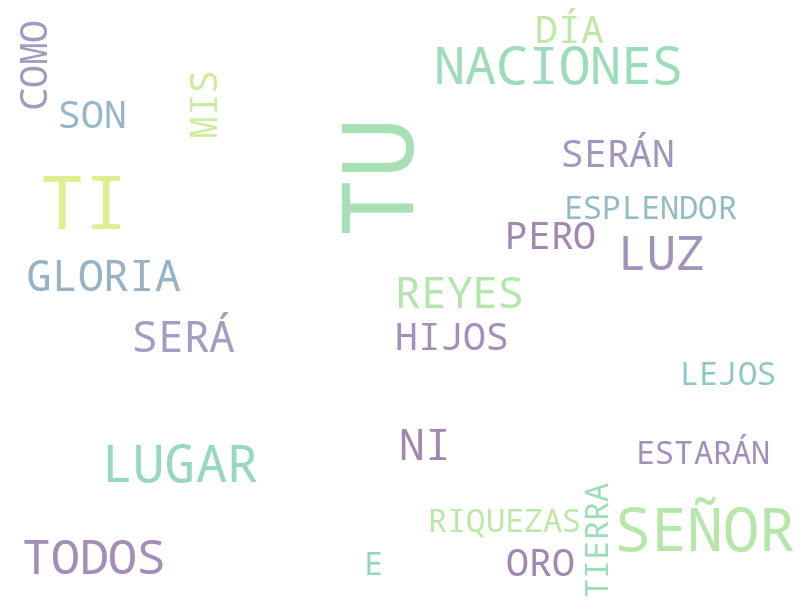 COMO
DÍA
NACIONES
SON
MIS
TU
SERÁN
TI
ESPLENDOR
PERO
LUZ
GLORIA
REYES
SERÁ
HIJOS
LEJOS
NI
LUGAR
ESTARÁN
RIQUEZAS
TIERRA
SEÑOR
TODOS
E
ORO